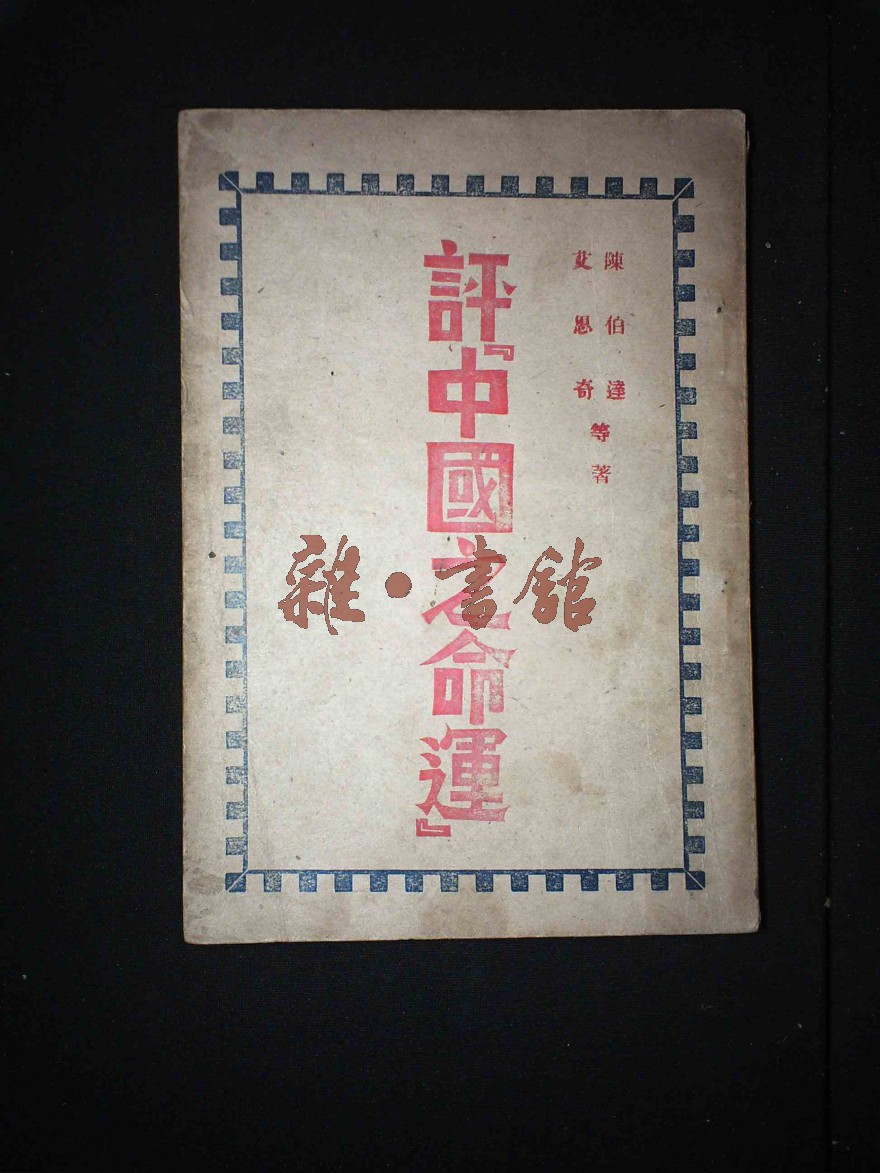 陳伯達
艾思奇
等著
評『中國之命運』
雜·書館